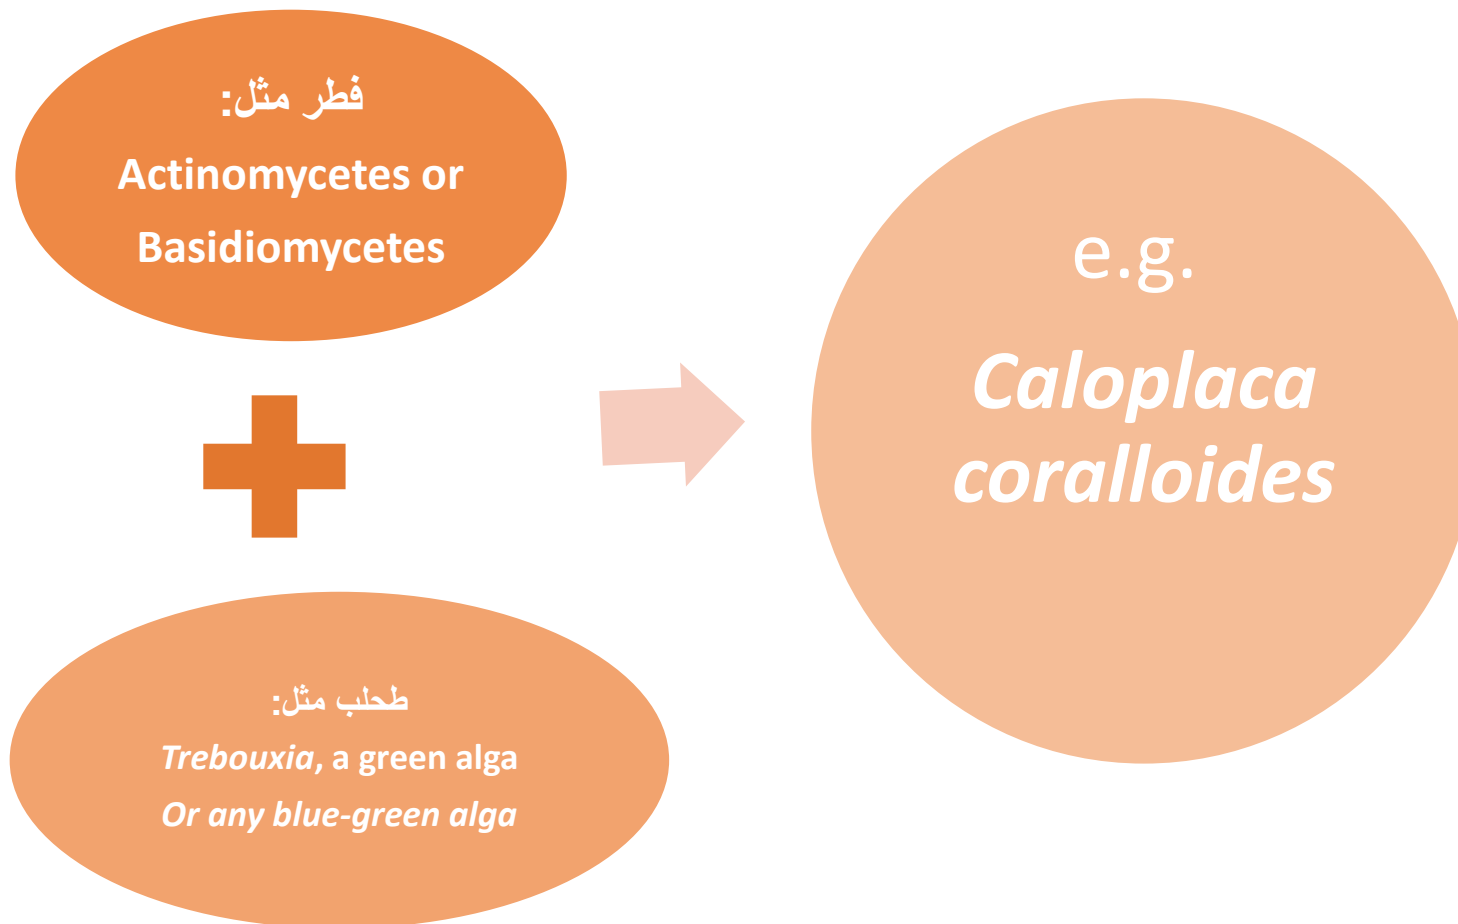 فطر مثل:
Actinomycetes or
Basidiomycetes
طحلب مثل:
Trebouxia, a green alga
Or any blue-green alga
e.g.
Caloplaca
coralloides